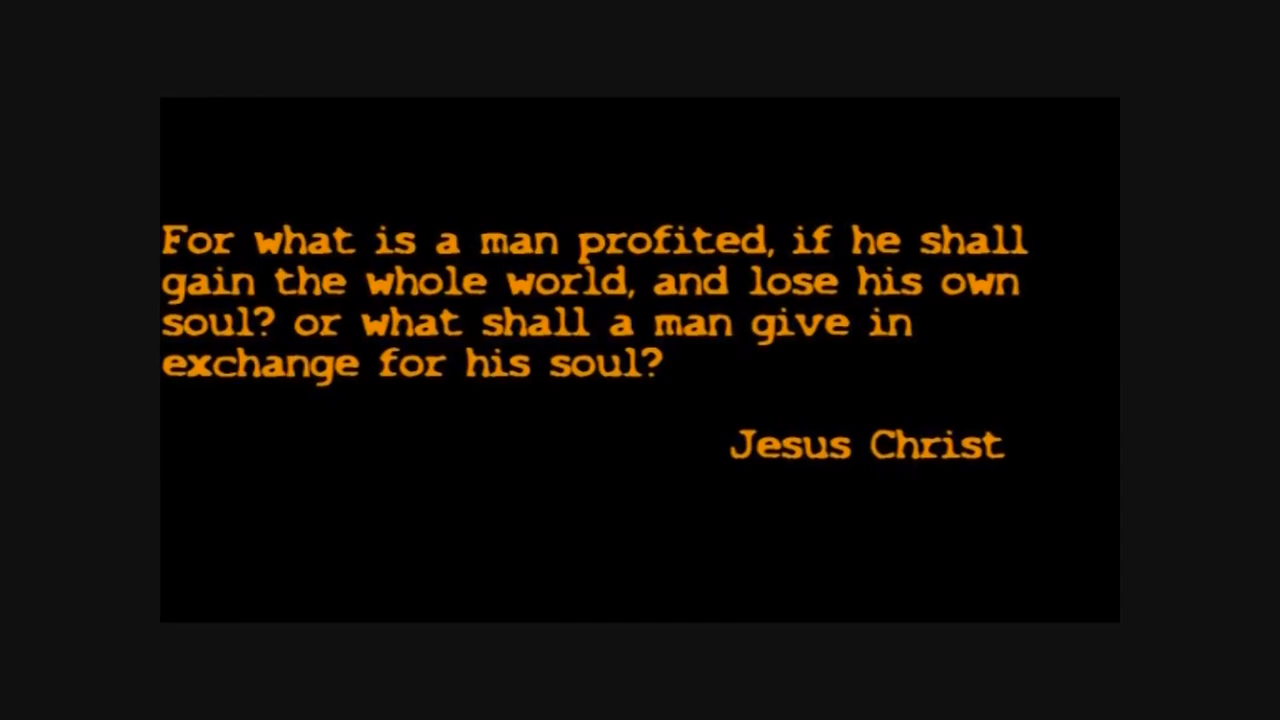 For what is a man profited, if he shall
gain the whole world, and lose his own
soul? or what shall a man give in
exchange for his soul?
Jesus Christ